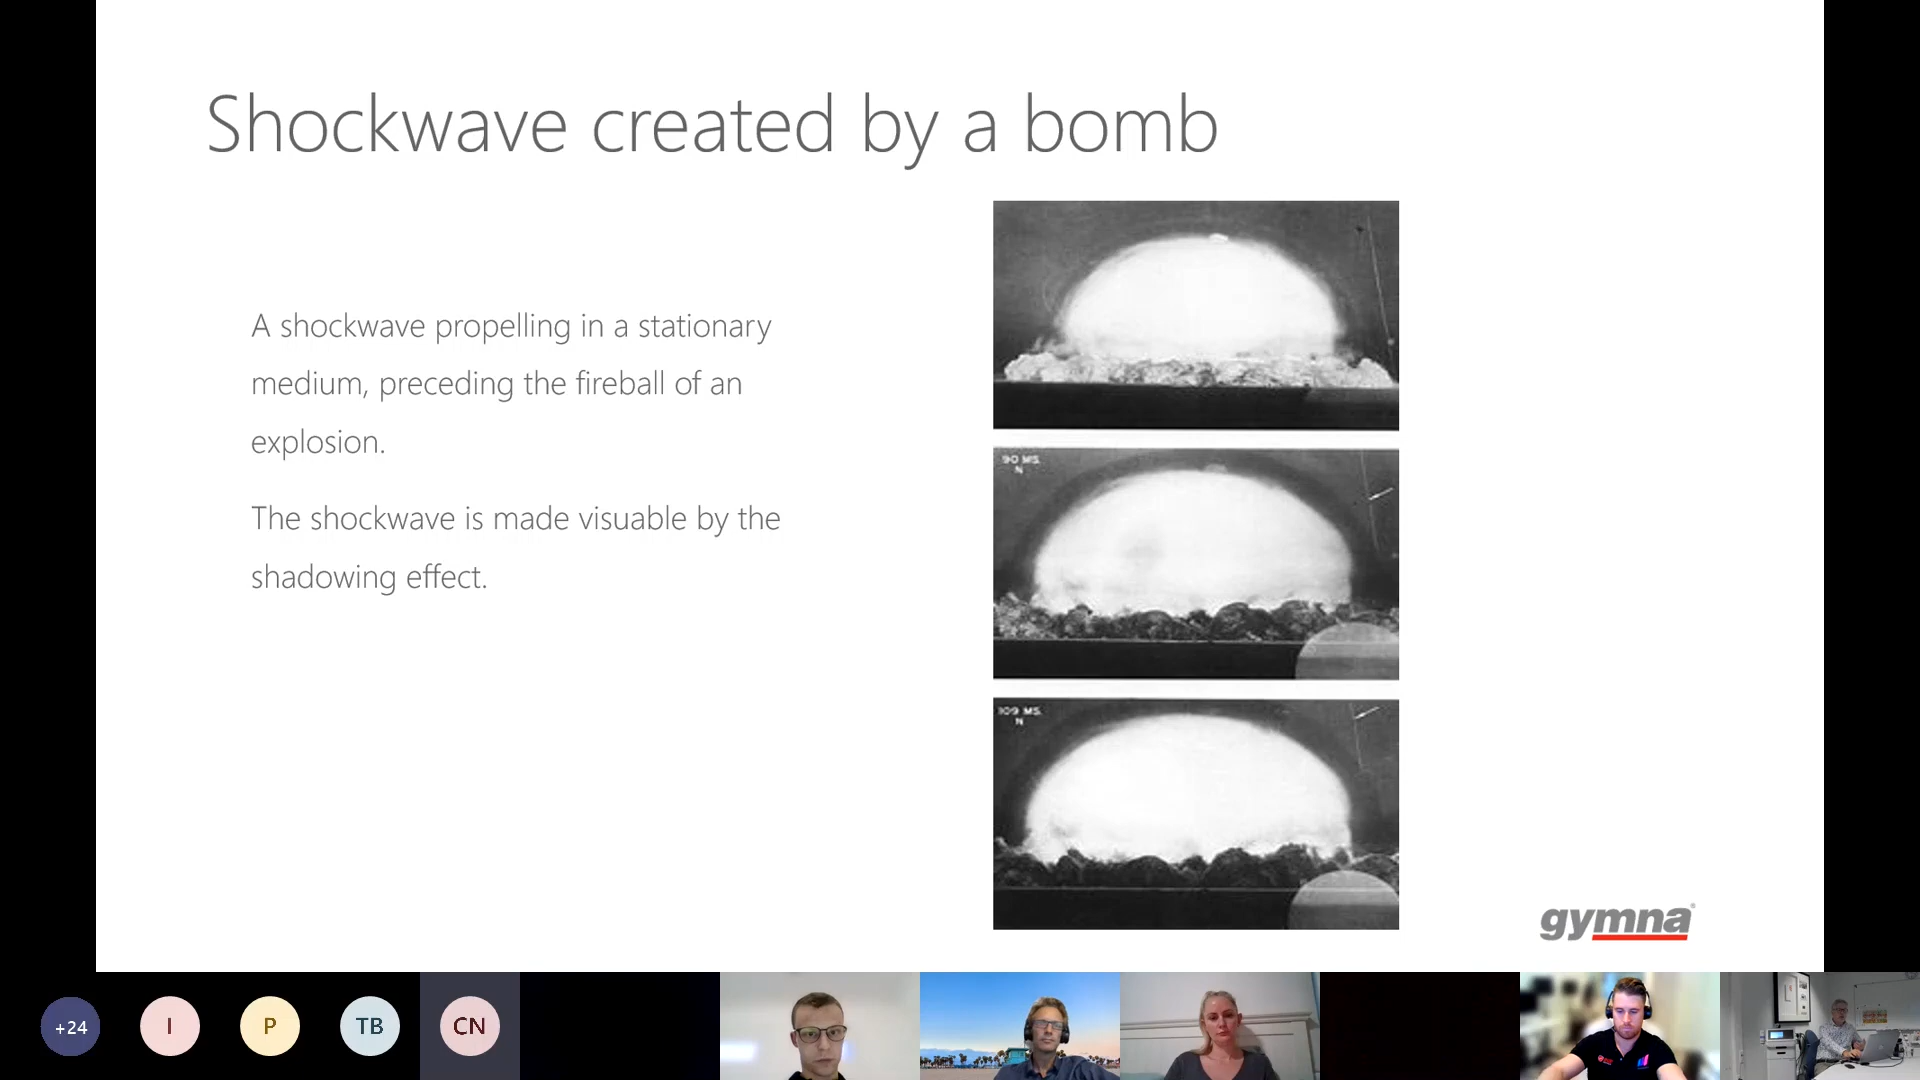 Shockwave created by a bomb
A shockwave propelling in a stationary
medium, preceding the fireball of an
explosion.
The shockwave is made visuable by the
shadowing effect.
90 MS.
N
109 MS.
N
gymna
+24
I
P
TB
CN